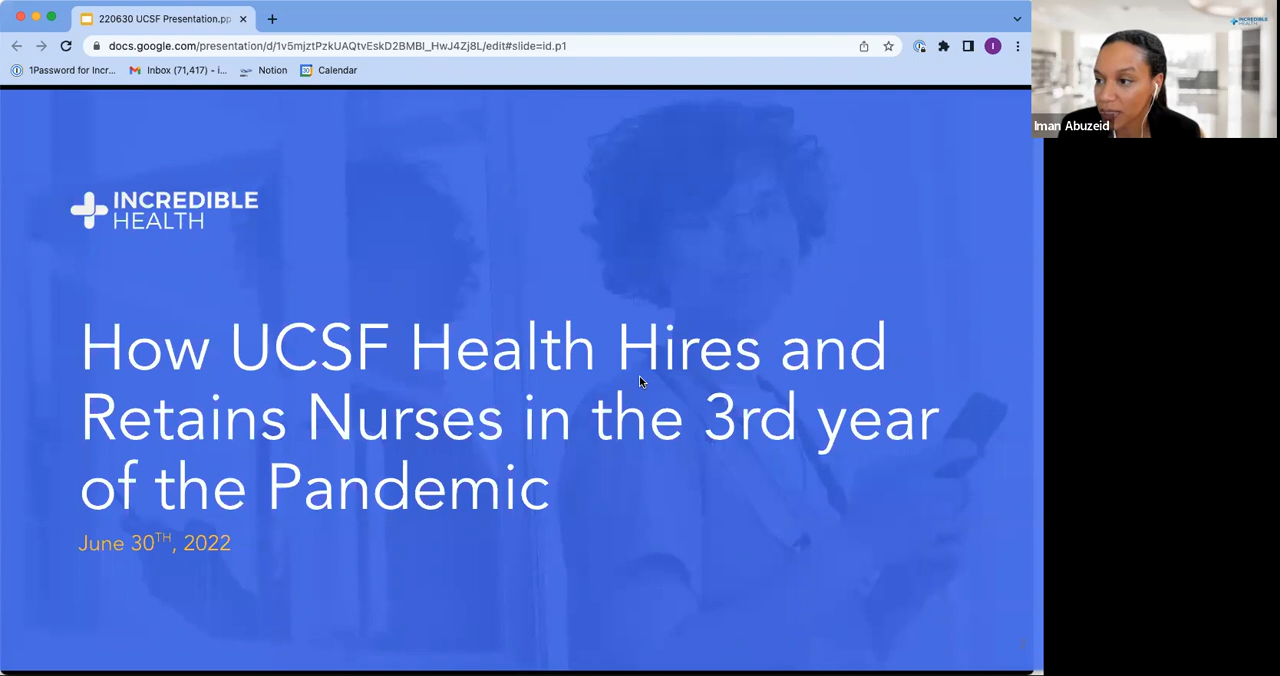 220630 UCSF Presentation.pp
docs.google.com/presentation/d/1v5mjztPzkUAQtvEskD2BMBI_HwJ4Zj8L/edit#slide=id.p1
1Password for Incr...
Inbox (71,417) - i...
Notion
Calendar
I
INCREDIBLE
HEALTH
Iman Abuzeid
INCREDIBLE
HEALTH
How UCSF Health Hires and
Retains Nurses in the 3rd year
of the Pandemic
June 30TH, 2022